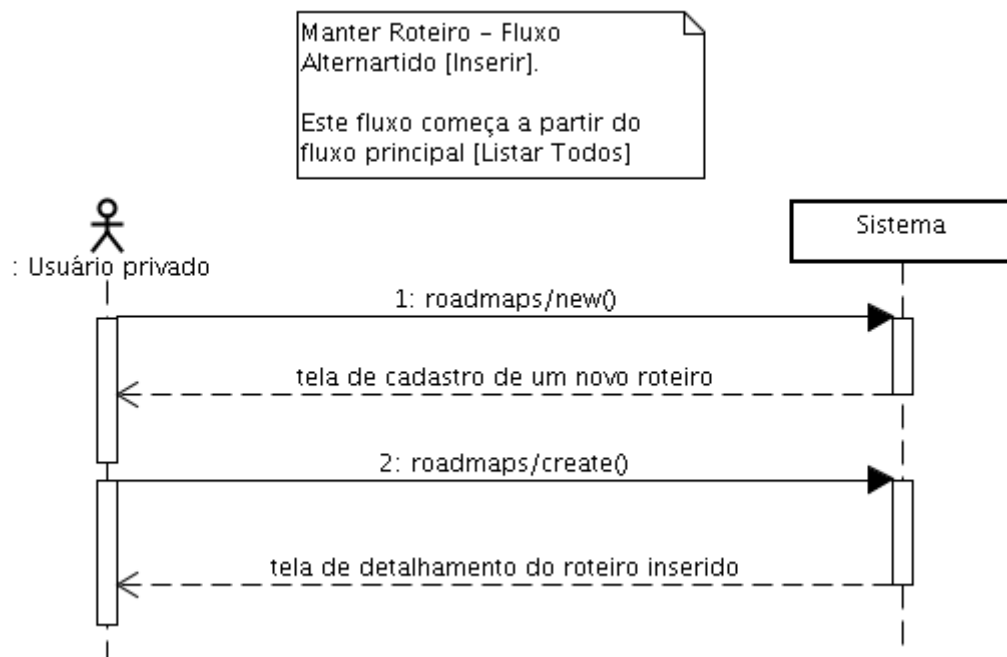 Manter Roteiro – Fluxo
Alternartido [Inserir].
Este fluxo começa a partir do
fluxo principal [Listar Todos]
: Usuário privado
Sistema
1: roadmaps/new()
tela de cadastro de um novo roteiro
2: roadmaps/create()
tela de detalhamento do roteiro inserido